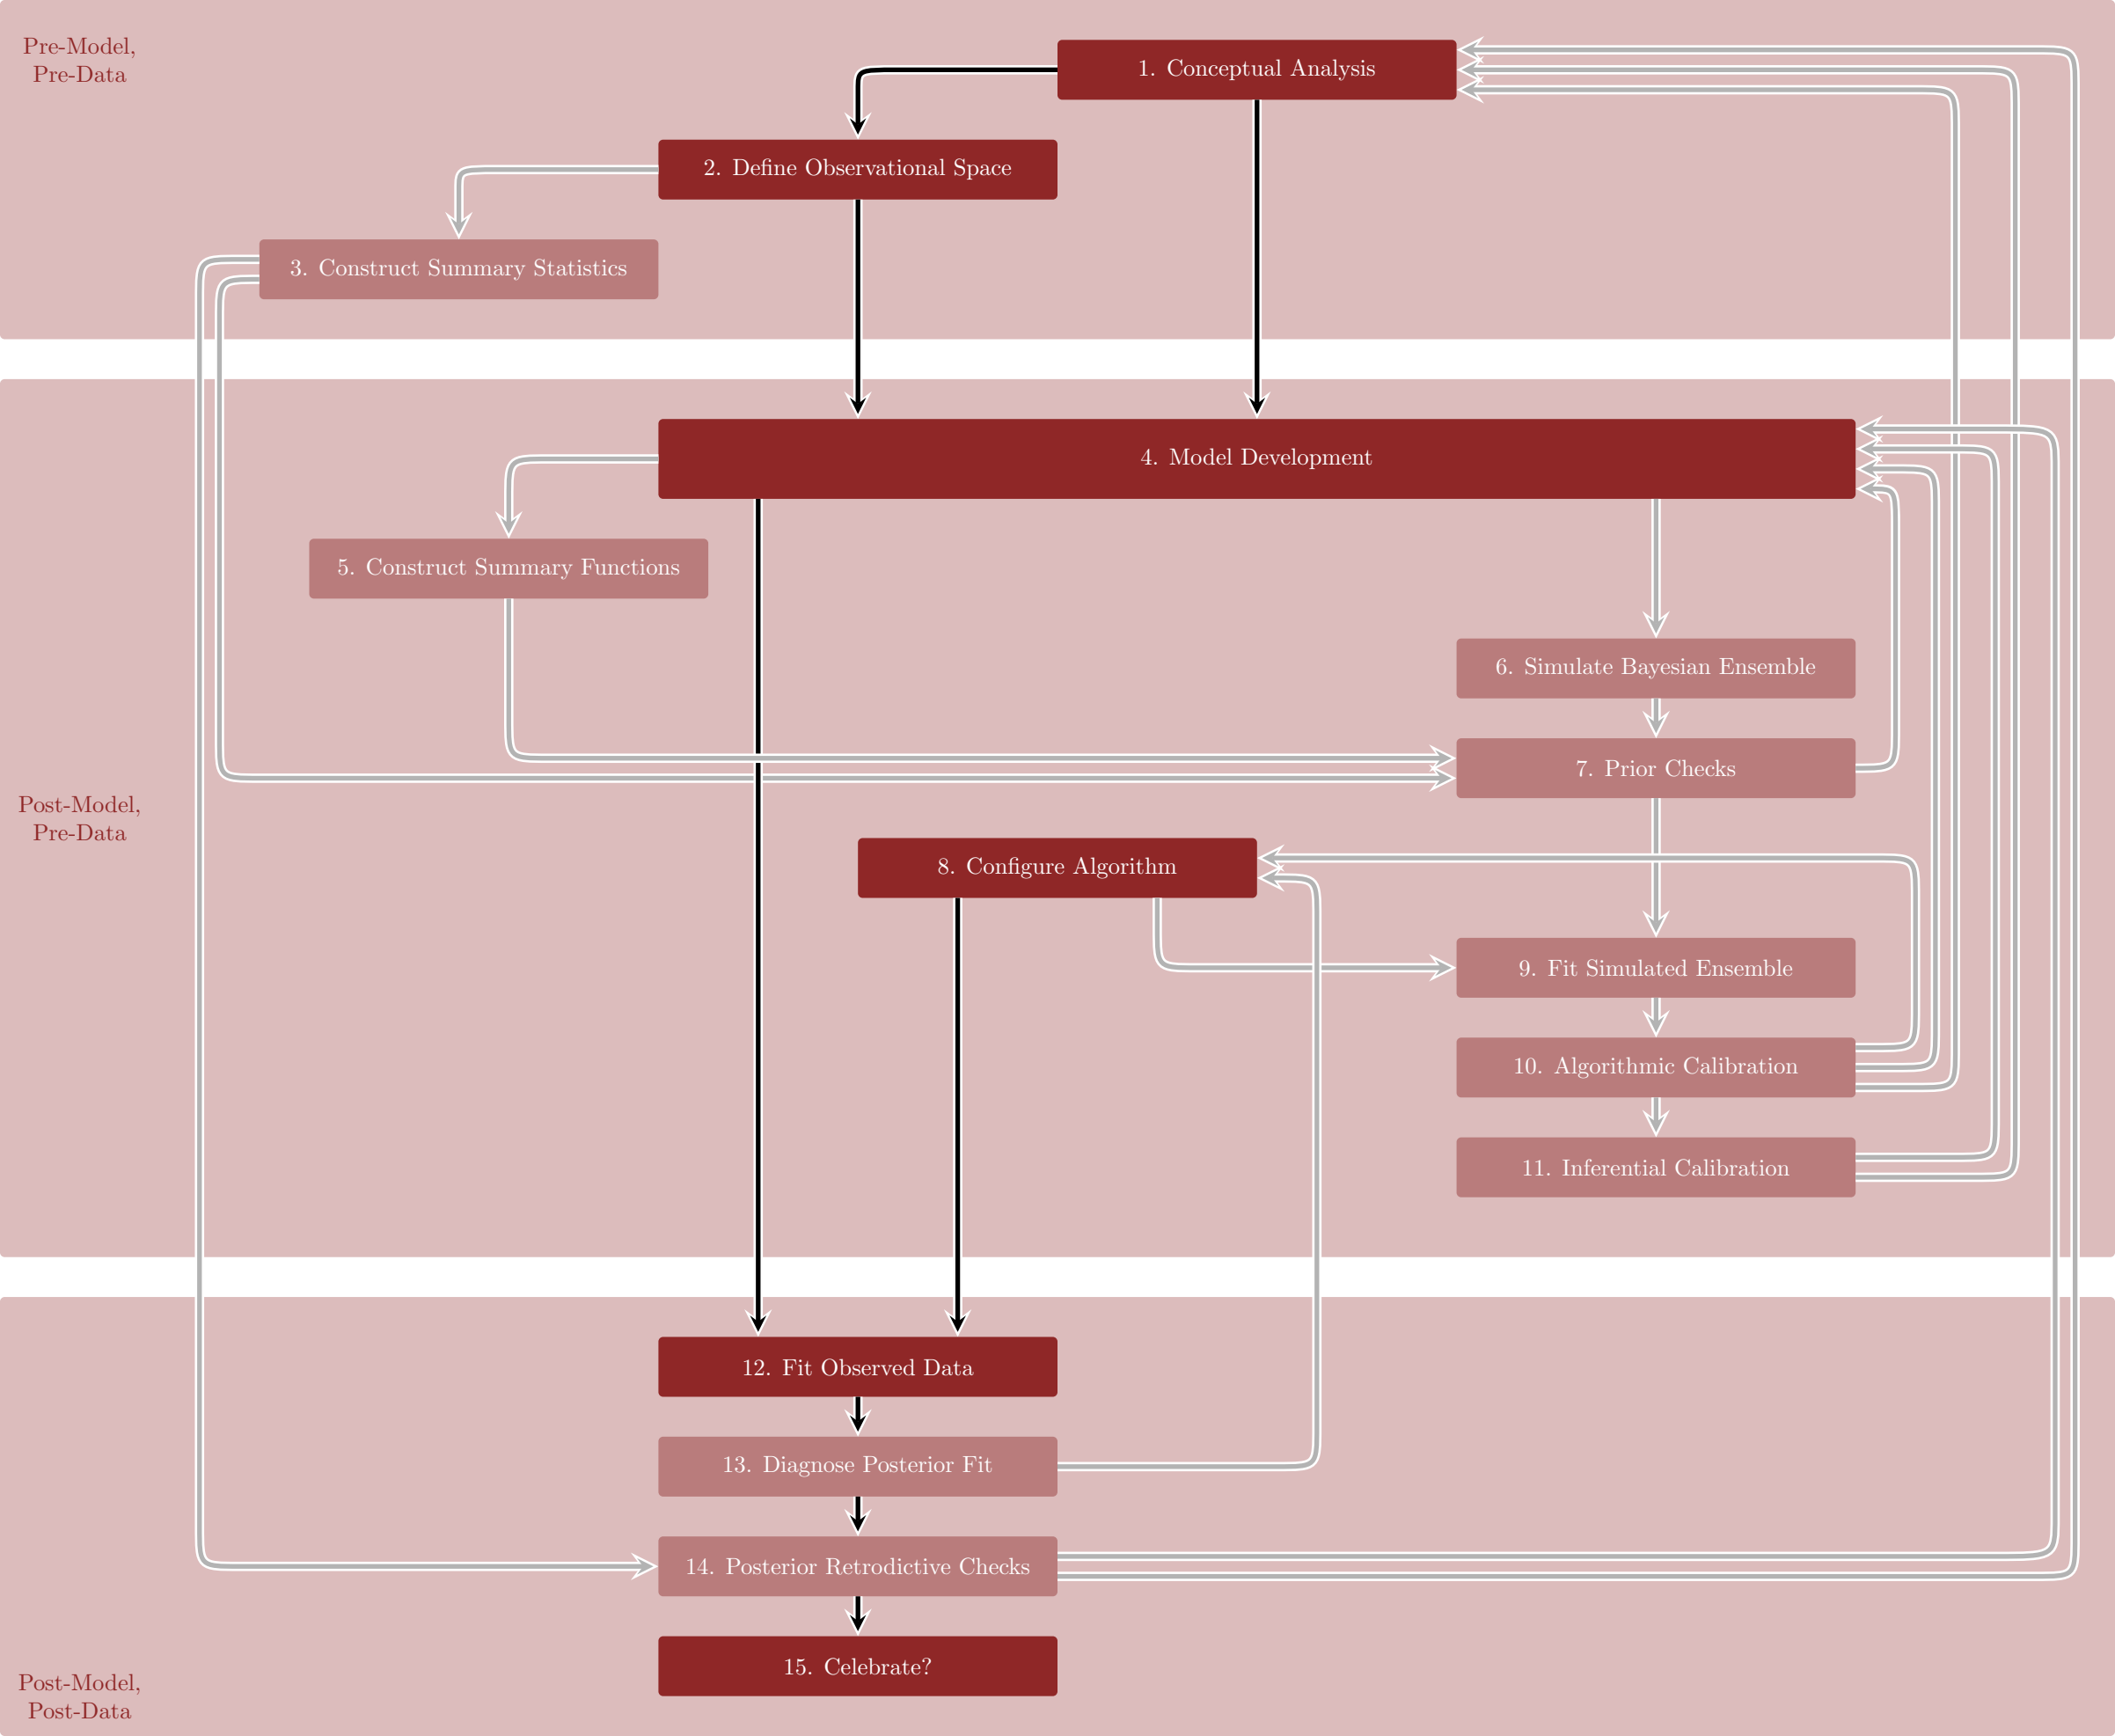 Pre-Model,
Pre-Data
1. Conceptual Analysis
2. Define Observational Space
3. Construct Summary Statistics
4. Model Development
5. Construct Summary Functions
6. Simulate Bayesian Ensemble
7. Prior Checks
Post-Model,
Pre-Data
8. Configure Algorithm
9. Fit Simulated Ensemble
10. Algorithmic Calibration
11. Inferential Calibration
12. Fit Observed Data
13. Diagnose Posterior Fit
14. Posterior Retrodictive Checks
15. Celebrate?
Post-Model,
Post-Data